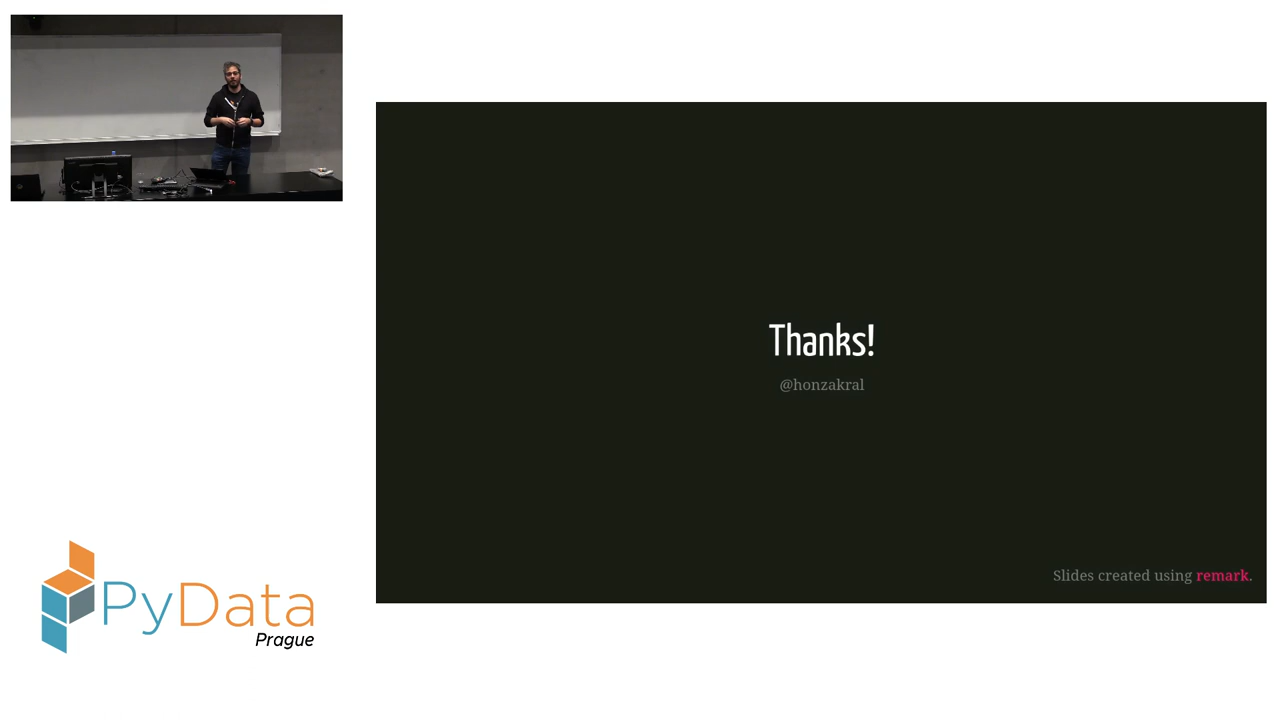 Thanks!
@honzakral
Slides created using remark.
PyData
Prague